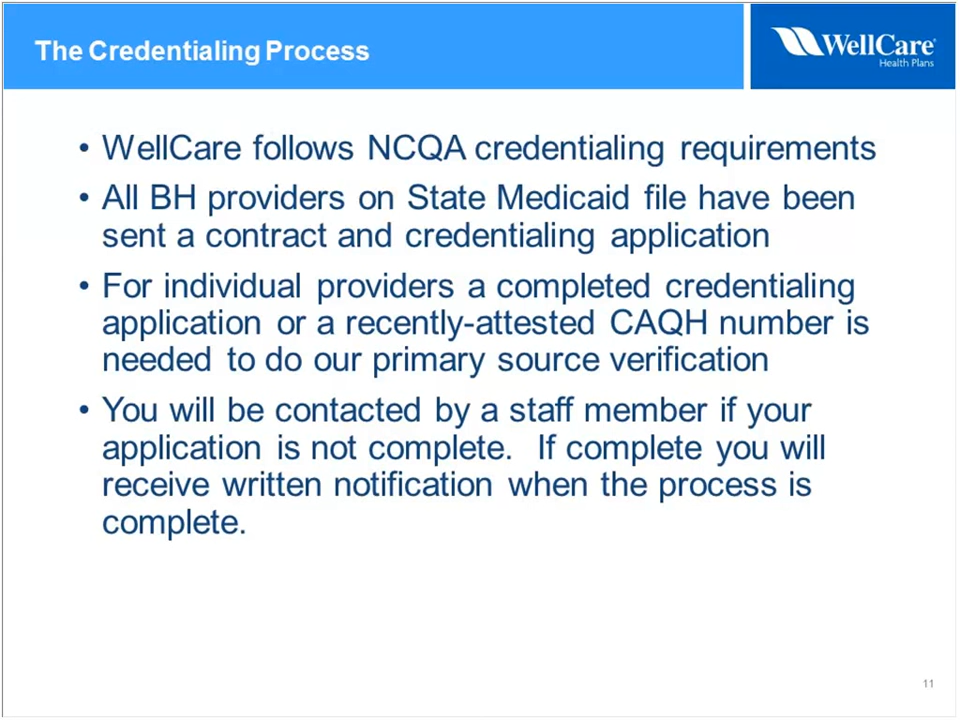 The Credentialing Process
WellCare®
Health Plans
• WellCare follows NCQA credentialing requirements
• All BH providers on State Medicaid file have been
sent a contract and credentialing application
• For individual providers a completed credentialing
application or a recently-attested CAQH number is
needed to do our primary source verification
• You will be contacted by a staff member if your
application is not complete.  If complete you will
receive written notification when the process is
complete.
11